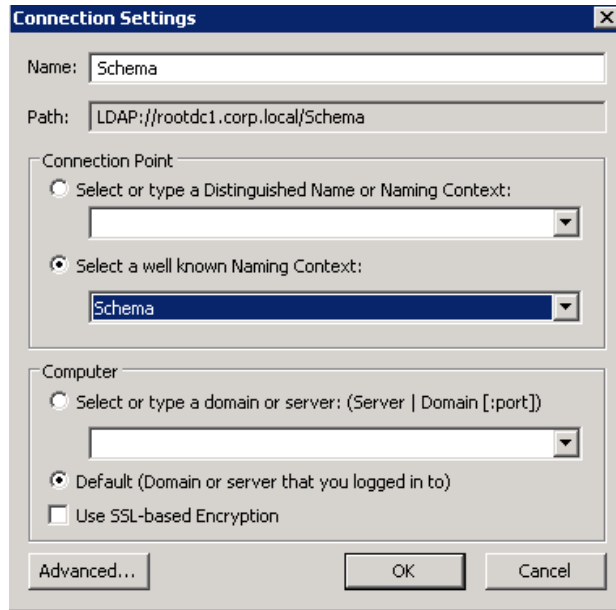 Connection Settings
Name: Schema
Path: LDAP://rootdc1.corp.local/Schema
Connection Point
Select or type a Distinguished Name or Naming Context:
Select a well known Naming Context:
Schema
Computer
Select or type a domain or server: (Server | Domain [:port])
Default (Domain or server that you logged in to)
Use SSL-based Encryption
Advanced... OK Cancel